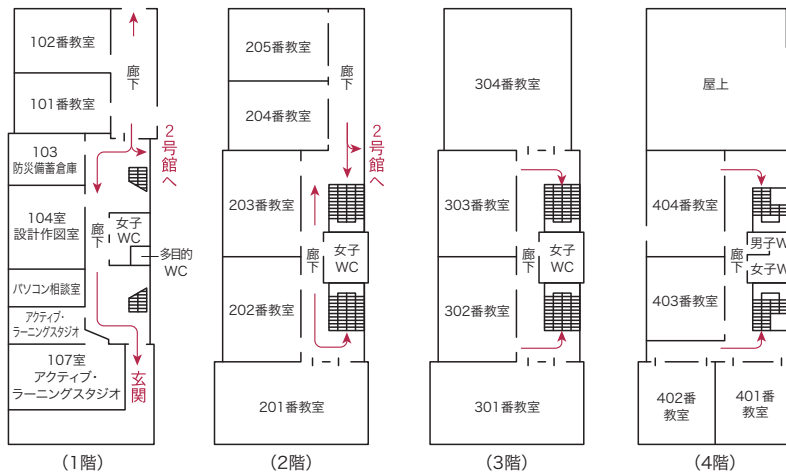 102番教室
廊
下
101番教室
2
号
館
へ
103
防災備蓄倉庫
104室
設計作図室
廊
下
女子
WC
多目的
WC
パソコン相談室
アクティブ・
ラーニングスタジオ
107室
アクティブ・
ラーニングスタジオ
玄
関
(1階)
205番教室
廊
下
204番教室
2
号
館
へ
203番教室
廊
下
女子
WC
202番教室
201番教室
(2階)
304番教室
303番教室
廊
下
女子
WC
302番教室
301番教室
(3階)
屋上
404番教室
廊
下
男子W
女子W
403番教室
402番
教室
401番
教室
(4階)